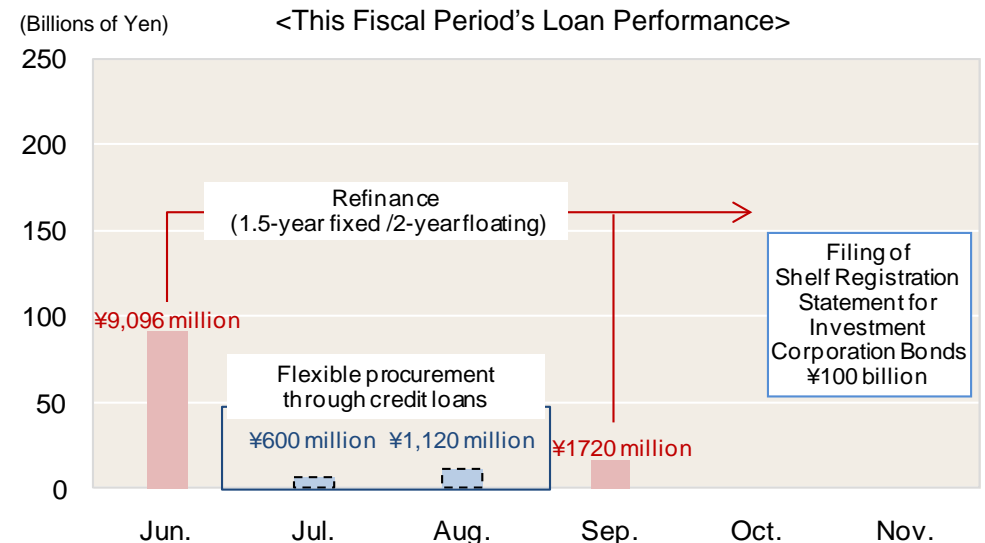 (Billions of Yen)
<This Fiscal Period's Loan Performance>
250
200
150
100
50
0
Refinance
(1.5-year fixed /2-year floating)
¥9,096 million
Flexible procurement
through credit loans
¥600 million
¥1,120 million
¥1720 million
Filing of
Shelf Registration
Statement for
Investment
Corporation Bonds
¥100 billion
Jun.
Jul.
Aug.
Sep.
Oct.
Nov.